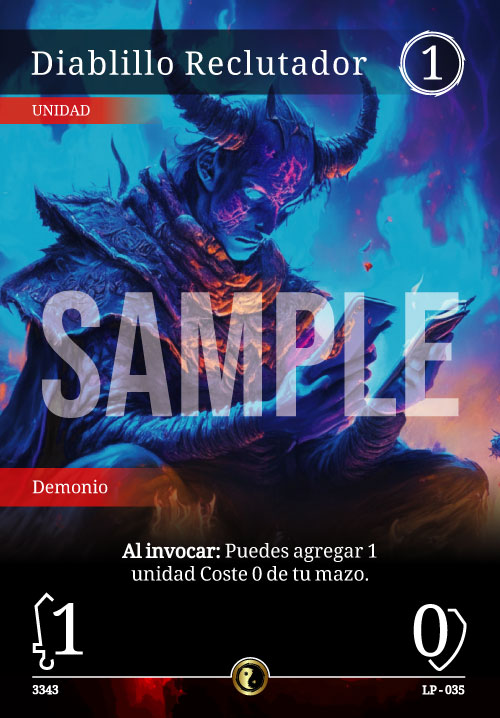 Diablillo Reclutador
1
UNIDAD
SAMPLE
Demonio
Al invocar: Puedes agregar 1
unidad Coste 0 de tu mazo.
1
0
3343
LP - 035